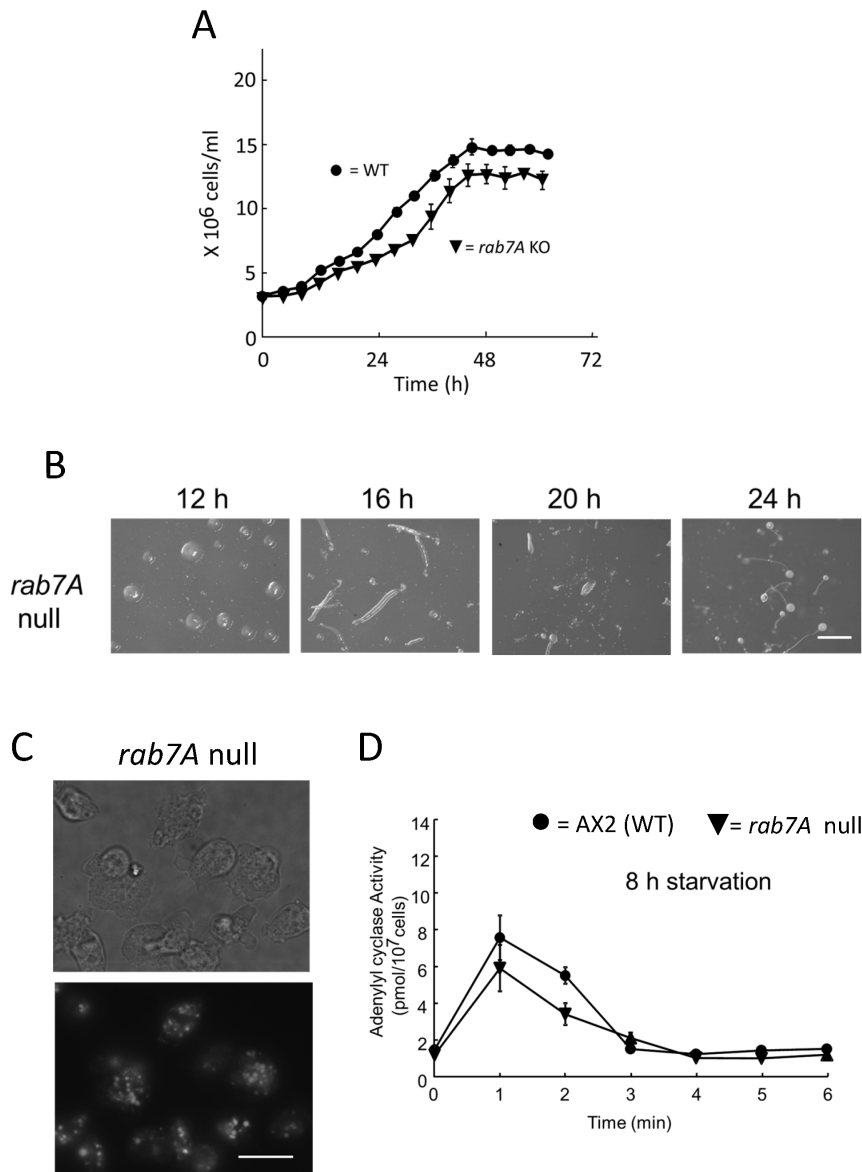 A
20
15
10
5
0
X 10⁶ cells/ml
● = WT
▼ = rab7A KO
0 24 48 72
Time (h)
B
12 h 16 h 20 h 24 h
rab7A
null
C
rab7A null
D
● = AX2 (WT) ▼ = rab7A null
8 h starvation
14
12
10
8
6
4
2
0
Adenylyl cyclase Activity
(pmol/10⁷ cells)
0 1 2 3 4 5 6
Time (min)